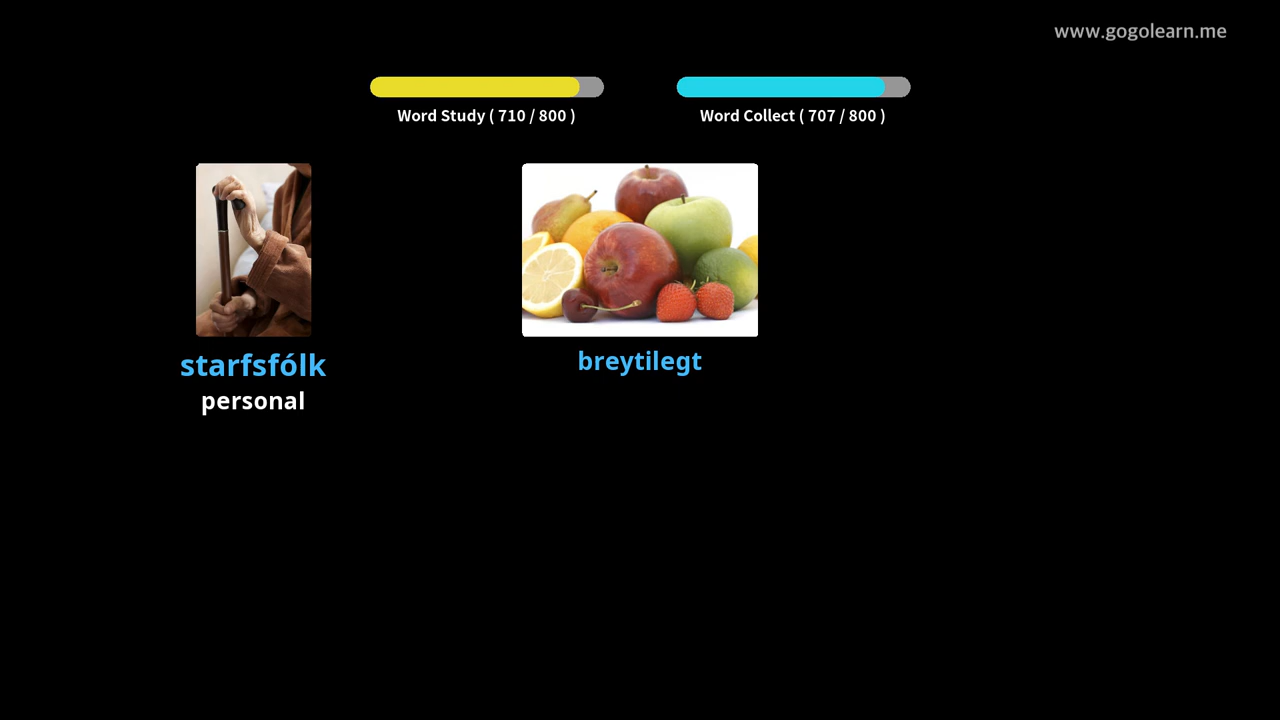 www.gogolearn.me
Word Study ( 710 / 800 )
Word Collect ( 707 / 800 )
starfsfólk
personal
breytilegt